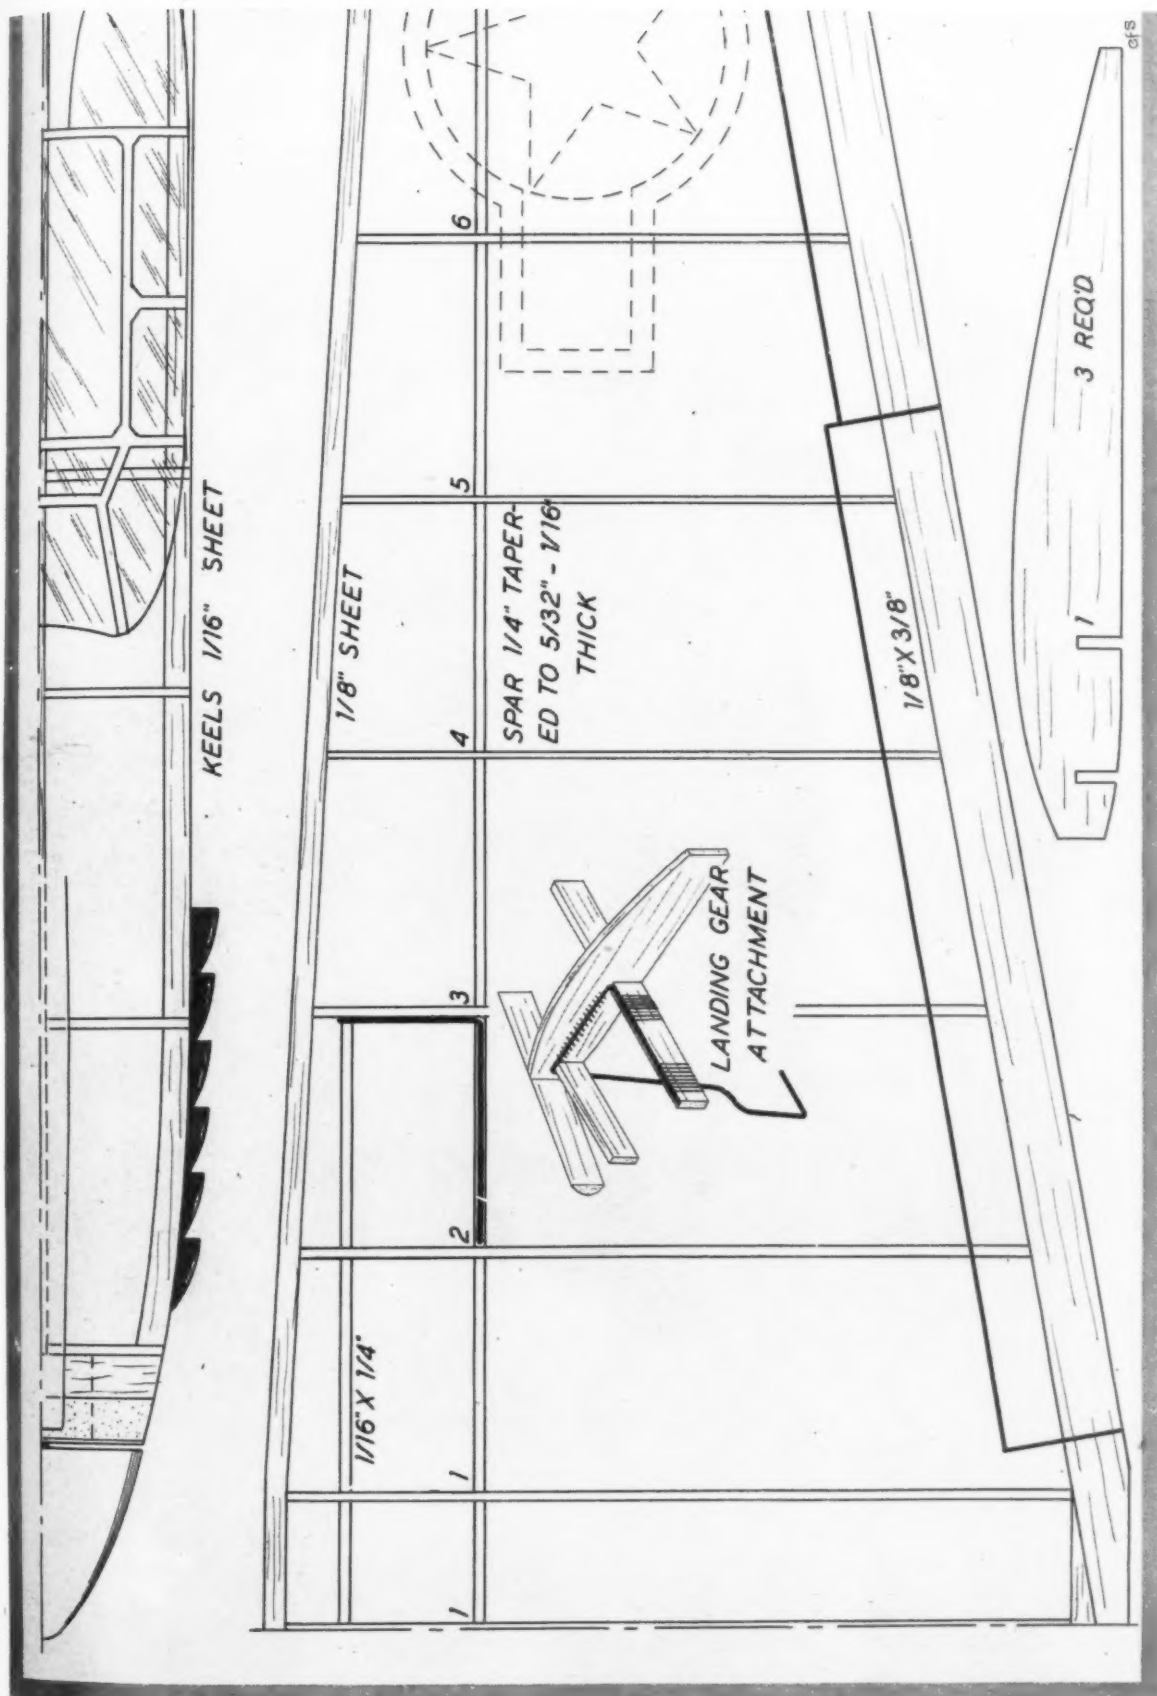 KEELS 1/16" SHEET
1/8" SHEET
1/16" X 1/4"
1
1
2
3
4
5
6
SPAR 1/4" TAPER-
ED TO 5/32" - 1/16"
THICK
LANDING GEAR
ATTACHMENT
1/8" X 3/8"
1
3 REQ'D.